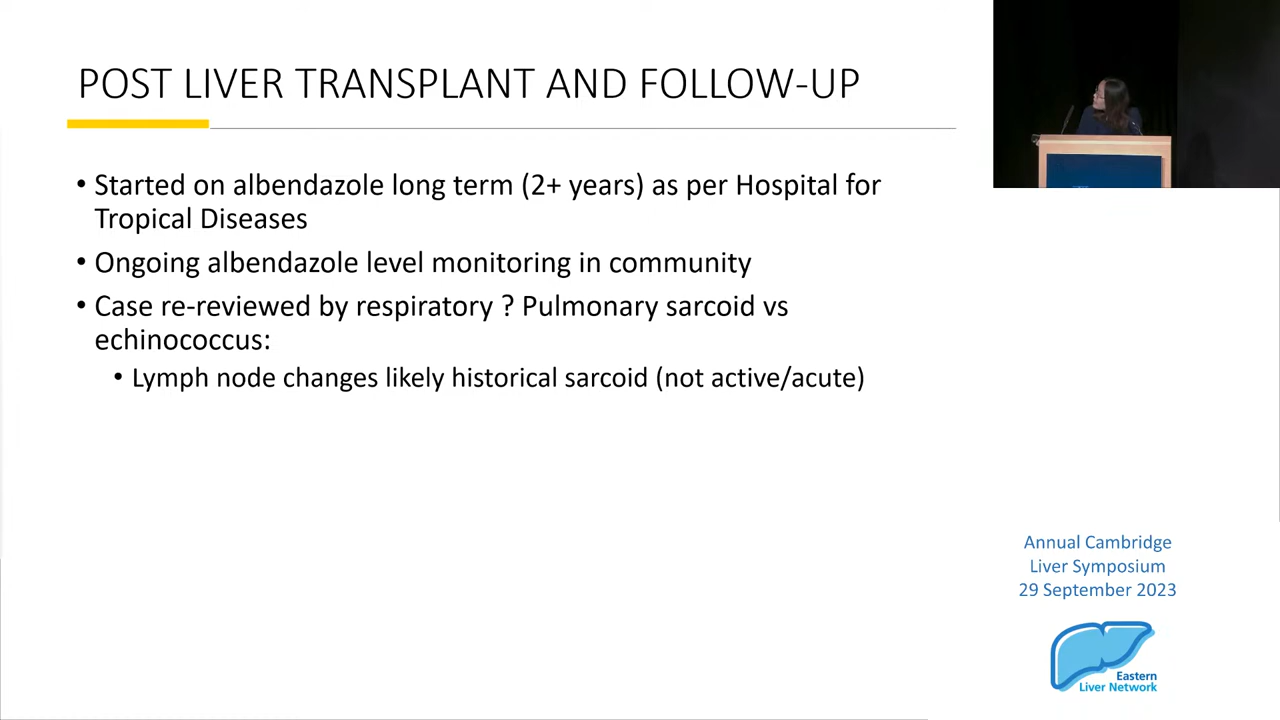 POST LIVER TRANSPLANT AND FOLLOW-UP
• Started on albendazole long term (2+ years) as per Hospital for
Tropical Diseases
• Ongoing albendazole level monitoring in community
• Case re-reviewed by respiratory ? Pulmonary sarcoid vs
echinococcus:
• Lymph node changes likely historical sarcoid (not active/acute)
Annual Cambridge
Liver Symposium
29 September 2023
Eastern
Liver Network